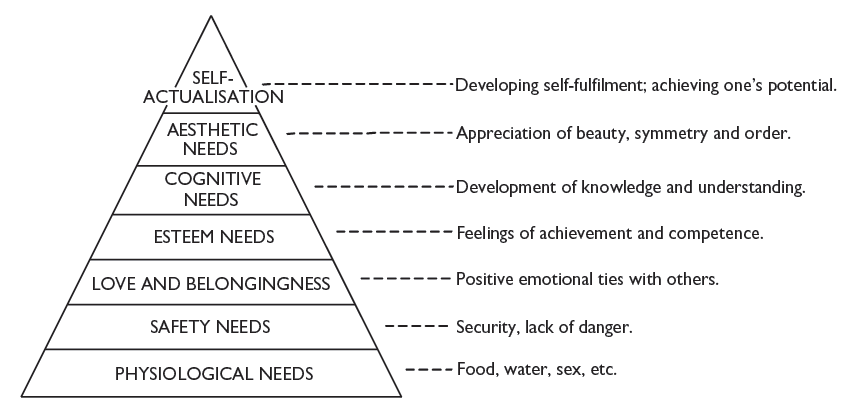 SELF-
ACTUALISATION
Developing self-fulfilment; achieving one's potential.
AESTHETIC
NEEDS
Appreciation of beauty, symmetry and order.
COGNITIVE
NEEDS
Development of knowledge and understanding.
ESTEEM NEEDS
Feelings of achievement and competence.
LOVE AND BELONGINGNESS
Positive emotional ties with others.
SAFETY NEEDS
Security, lack of danger.
PHYSIOLOGICAL NEEDS
Food, water, sex, etc.